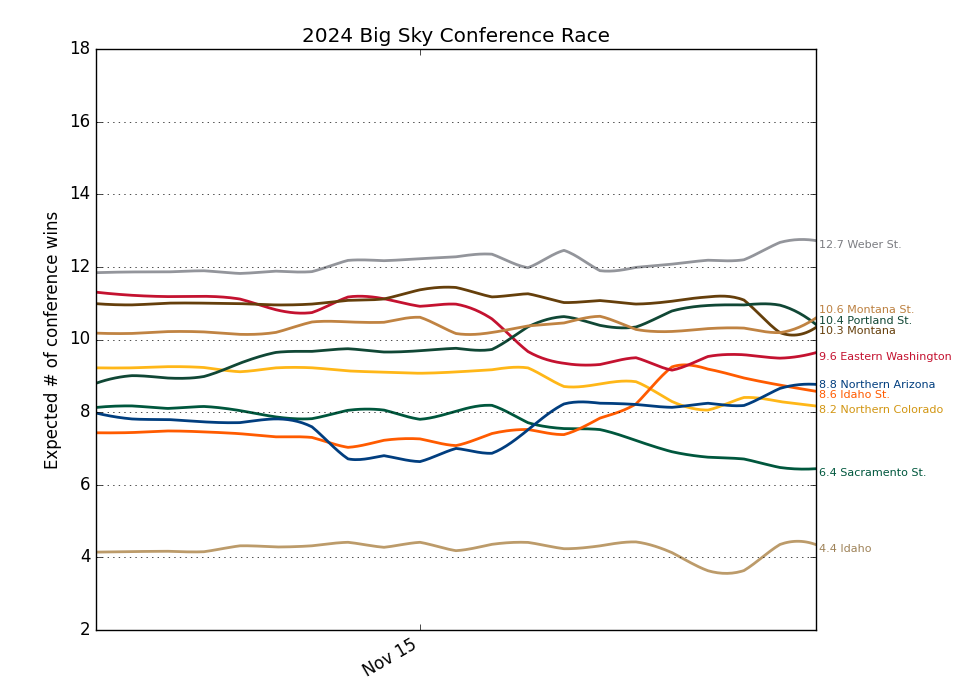 2024 Big Sky Conference Race
Expected # of conference wins
18
16
14
12
10
8
6
4
2
Nov 15
12.7 Weber St.
10.6 Montana St.
10.4 Portland St.
10.3 Montana
9.6 Eastern Washington
8.8 Northern Arizona
8.6 Idaho St.
8.2 Northern Colorado
6.4 Sacramento St.
4.4 Idaho